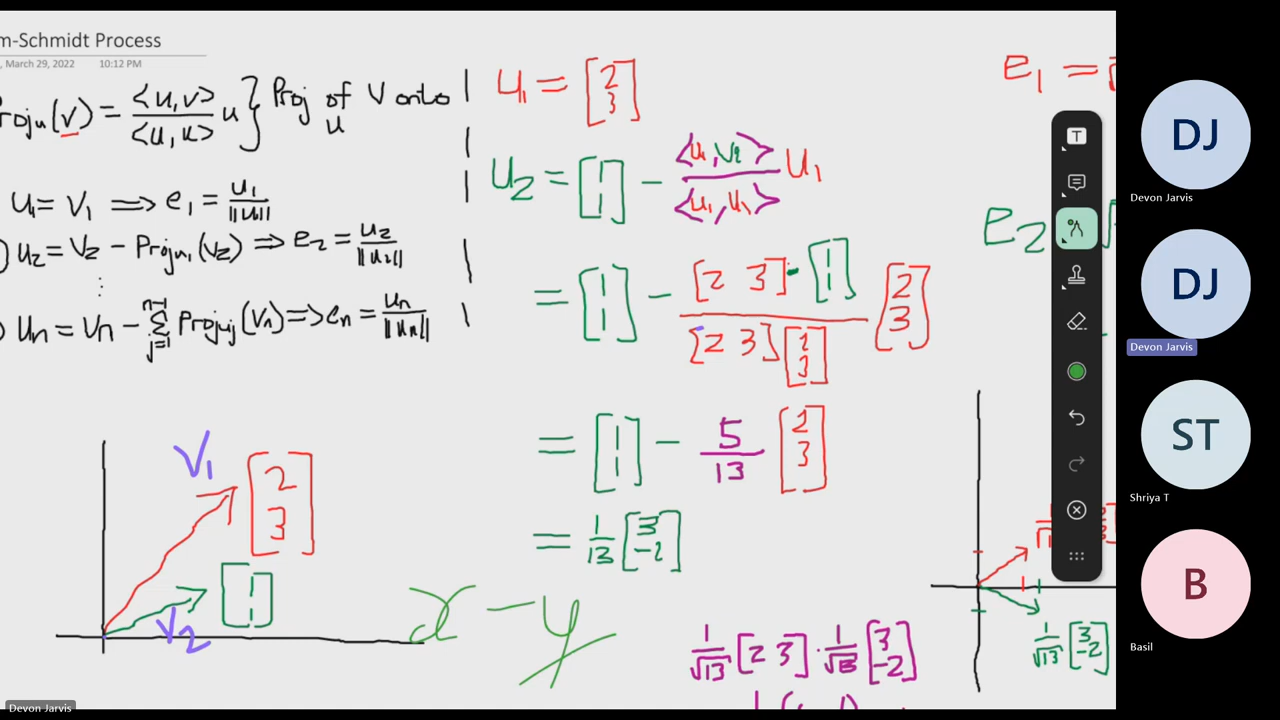 m-Schmidt Process
, March 29, 2022 10:12 PM
Proju(v) = <u,v> / <u,u> u } Proj of V onto u
u1 = v1 ⟹ e1 = u1 / ||u1||
) u2 = v2 - Proju1(v2) ⟹ e2 = u2 / ||u2||
⋮
) un = vn - Σ j=1 n-1 Projuj(vn) ⟹ en = un / ||un||
V1 [2 3]
V2 [1 1]
u1 = [2 3]
u2 = [1 1] - <u1,v2> / <u1,u1> u1
= [1 1] - [2 3]·[1 1] / [2 3][2 3] [2 3]
= [1 1] - 5/13 [2 3]
= 1/13 [3 -2]
x - y
1/√13 [2 3] · 1/√13 [3 -2]
e1 =
e2
1/√13 [3 -2]
T
DJ
Devon Jarvis
DJ
Devon Jarvis
ST
Shriya T
B
Basil
Devon Jarvis